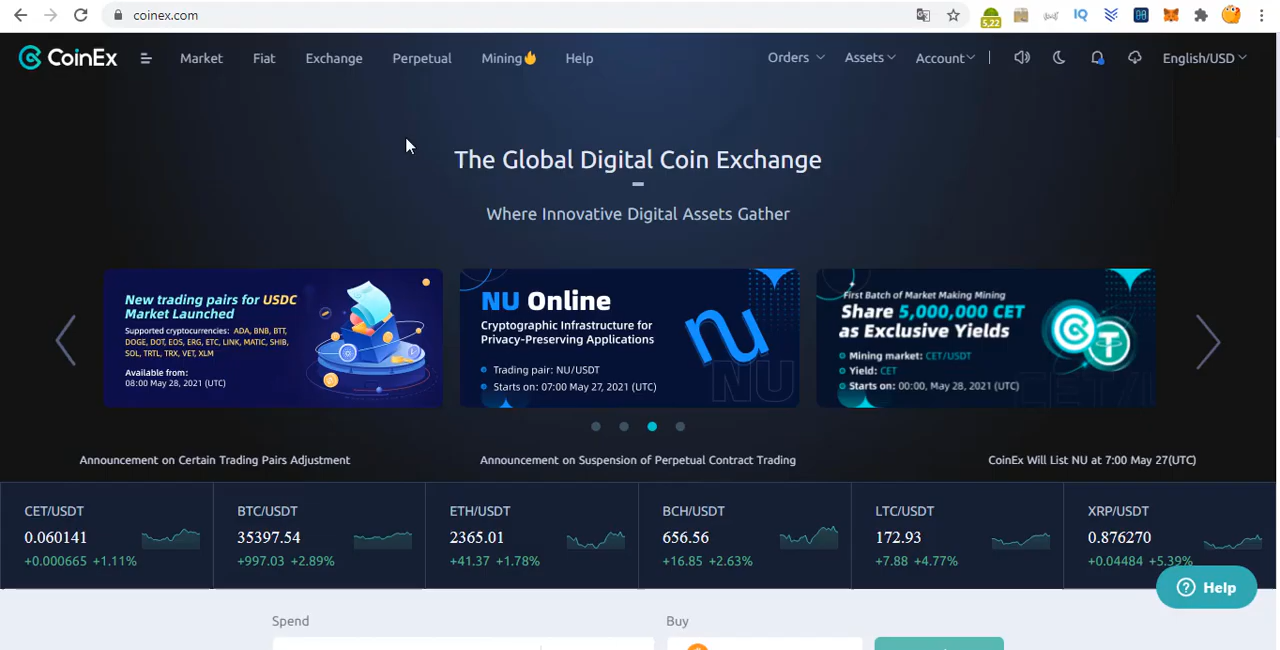 coinex.com
5,22
IQ
CoinEx
Market
Fiat
Exchange
Perpetual
Mining
Help
Orders
Assets
Account
English/USD
The Global Digital Coin Exchange
Where Innovative Digital Assets Gather
New trading pairs for USDC
Market Launched
Supported cryptocurrencies: ADA, BNB, BTT,
DOGE, DOT, EOS, ERG, ETC, LINK, MATIC, SHIB,
SOL, TRTL, TRX, VET, XLM
Available from:
08:00 May 28, 2021 (UTC)
NU Online
Cryptographic Infrastructure for
Privacy-Preserving Applications
Trading pair: NU/USDT
Starts on: 07:00 May 27, 2021 (UTC)
NU
NU
First Batch of Market Making Mining
Share 5,000,000 CET
as Exclusive Yields
Mining market: CET/USDT
Yield: CET
Starts on: 00:00, May 28, 2021 (UTC)
Announcement on Certain Trading Pairs Adjustment
Announcement on Suspension of Perpetual Contract Trading
CoinEx Will List NU at 7:00 May 27(UTC)
CET/USDT
0.060141
+0.000665 +1.11%
BTC/USDT
35397.54
+997.03 +2.89%
ETH/USDT
2365.01
+41.37 +1.78%
BCH/USDT
656.56
+16.85 +2.63%
LTC/USDT
172.93
+7.88 +4.77%
XRP/USDT
0.876270
+0.04484 +5.39%
Help
Spend
Buy